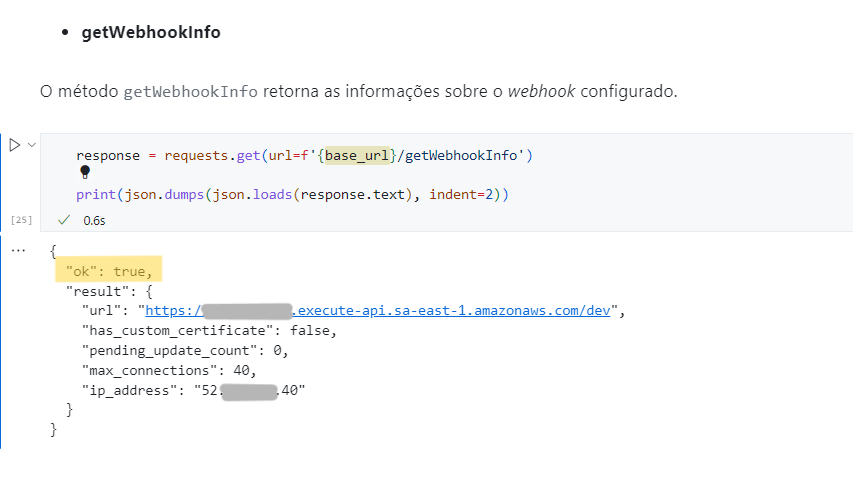 • getWebhookInfo
O método getWebhookInfo retorna as informações sobre o webhook configurado.
response = requests.get(url=f'{base_url}/getWebhookInfo')
print(json.dumps(json.loads(response.text), indent=2))
[25]
0.6s
...
{
"ok": true,
"result": {
"url": "https:/ .execute-api.sa-east-1.amazonaws.com/dev",
"has_custom_certificate": false,
"pending_update_count": 0,
"max_connections": 40,
"ip_address": "52. .40"
}
}